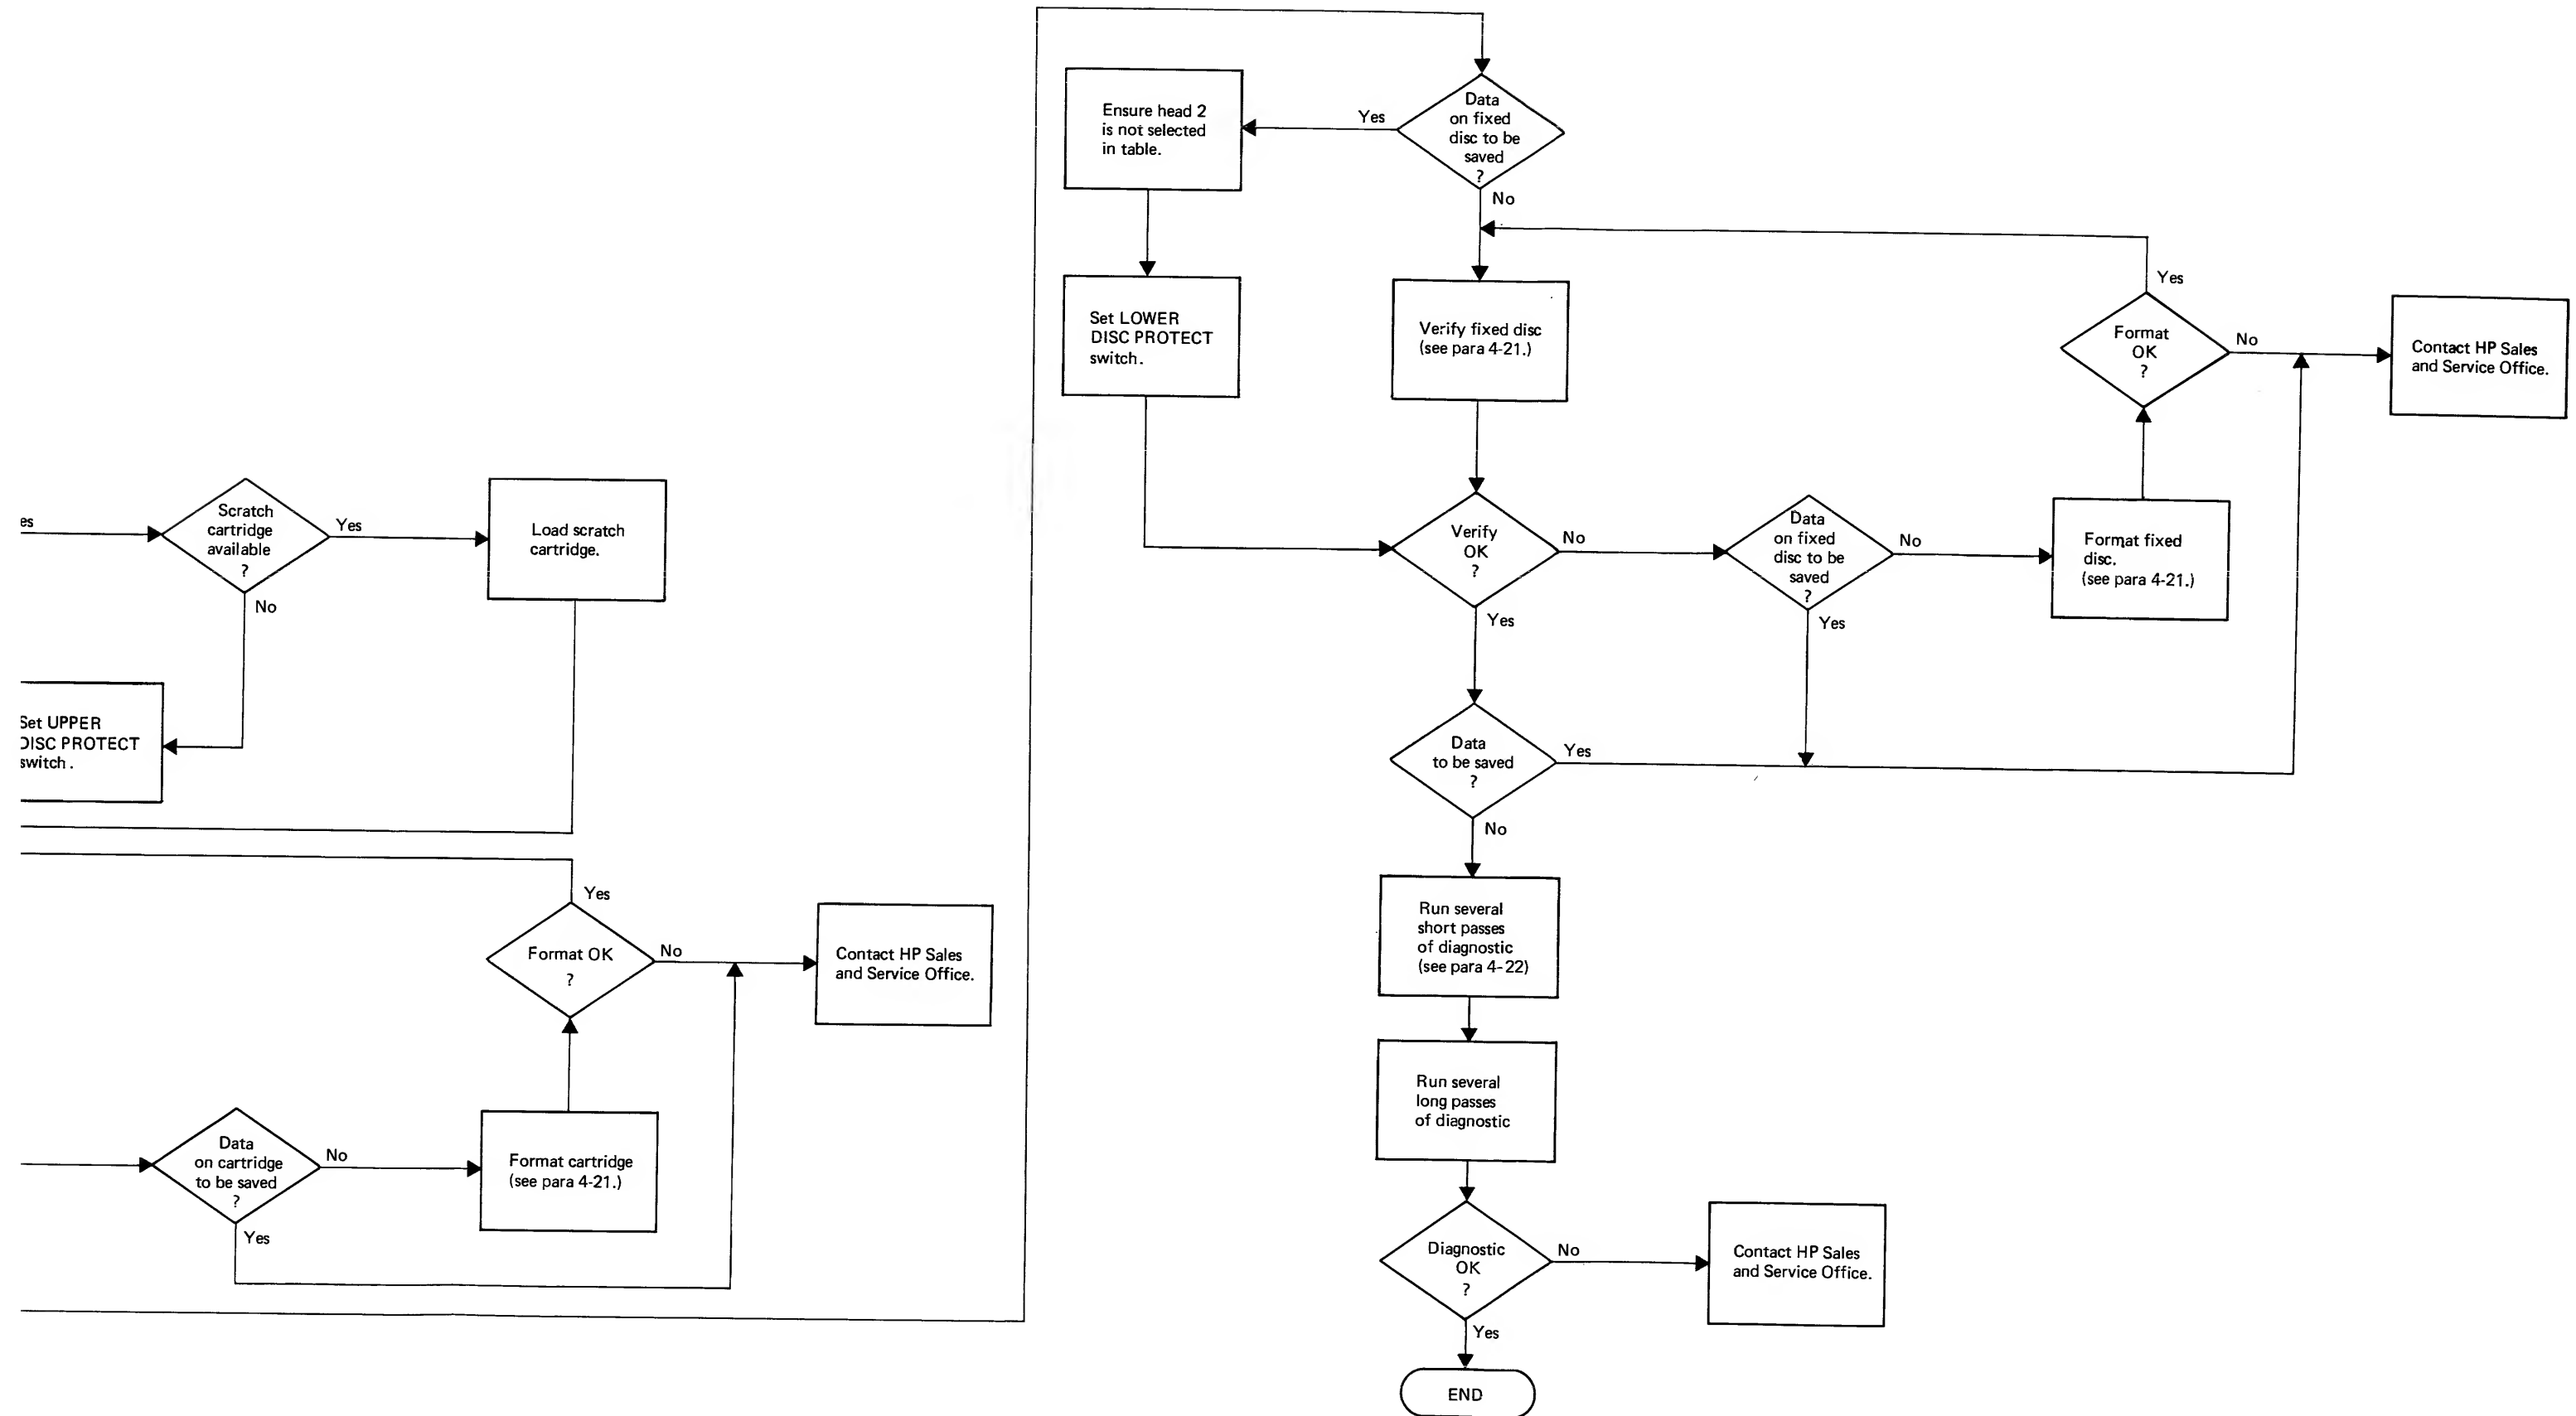 es
Scratch
cartridge
available
?
Yes
No
Load scratch
cartridge.
Set UPPER
DISC PROTECT
switch.
Yes
Format OK
?
No
Contact HP Sales
and Service Office.
Data
on cartridge
to be saved
?
No
Yes
Format cartridge
(see para 4-21.)
Data
on fixed
disc to be
saved
?
Yes
No
Ensure head 2
is not selected
in table.
Set LOWER
DISC PROTECT
switch.
Verify fixed disc
(see para 4-21.)
Verify
OK
?
No
Yes
Data
on fixed
disc to be
saved
?
No
Yes
Format fixed
disc.
(see para 4-21.)
Format
OK
?
Yes
No
Contact HP Sales
and Service Office.
Data
to be saved
?
Yes
No
Run several
short passes
of diagnostic
(see para 4-22)
Run several
long passes
of diagnostic
Diagnostic
OK
?
No
Yes
Contact HP Sales
and Service Office.
END